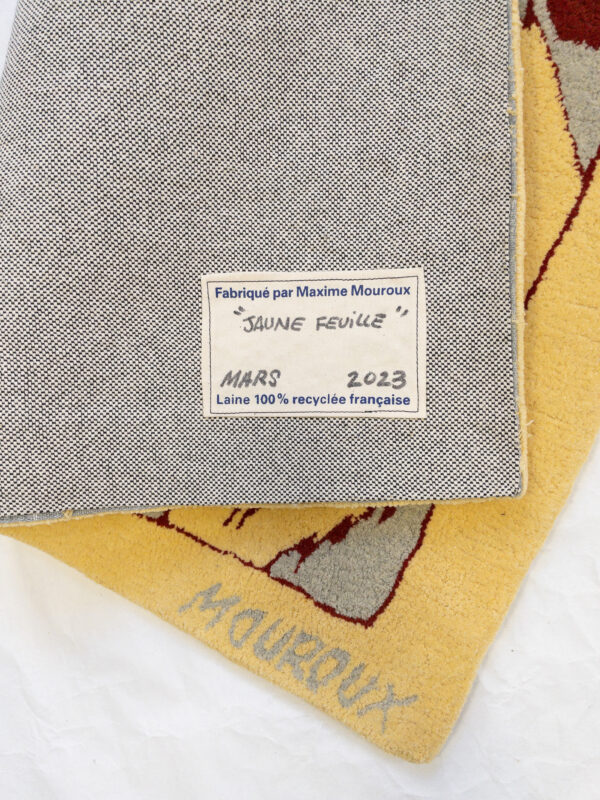 Fabriqué par Maxime Mouroux
"JAUNE FEUILLE"
MARS 2023
Laine 100% recyclée française
MOUROUX